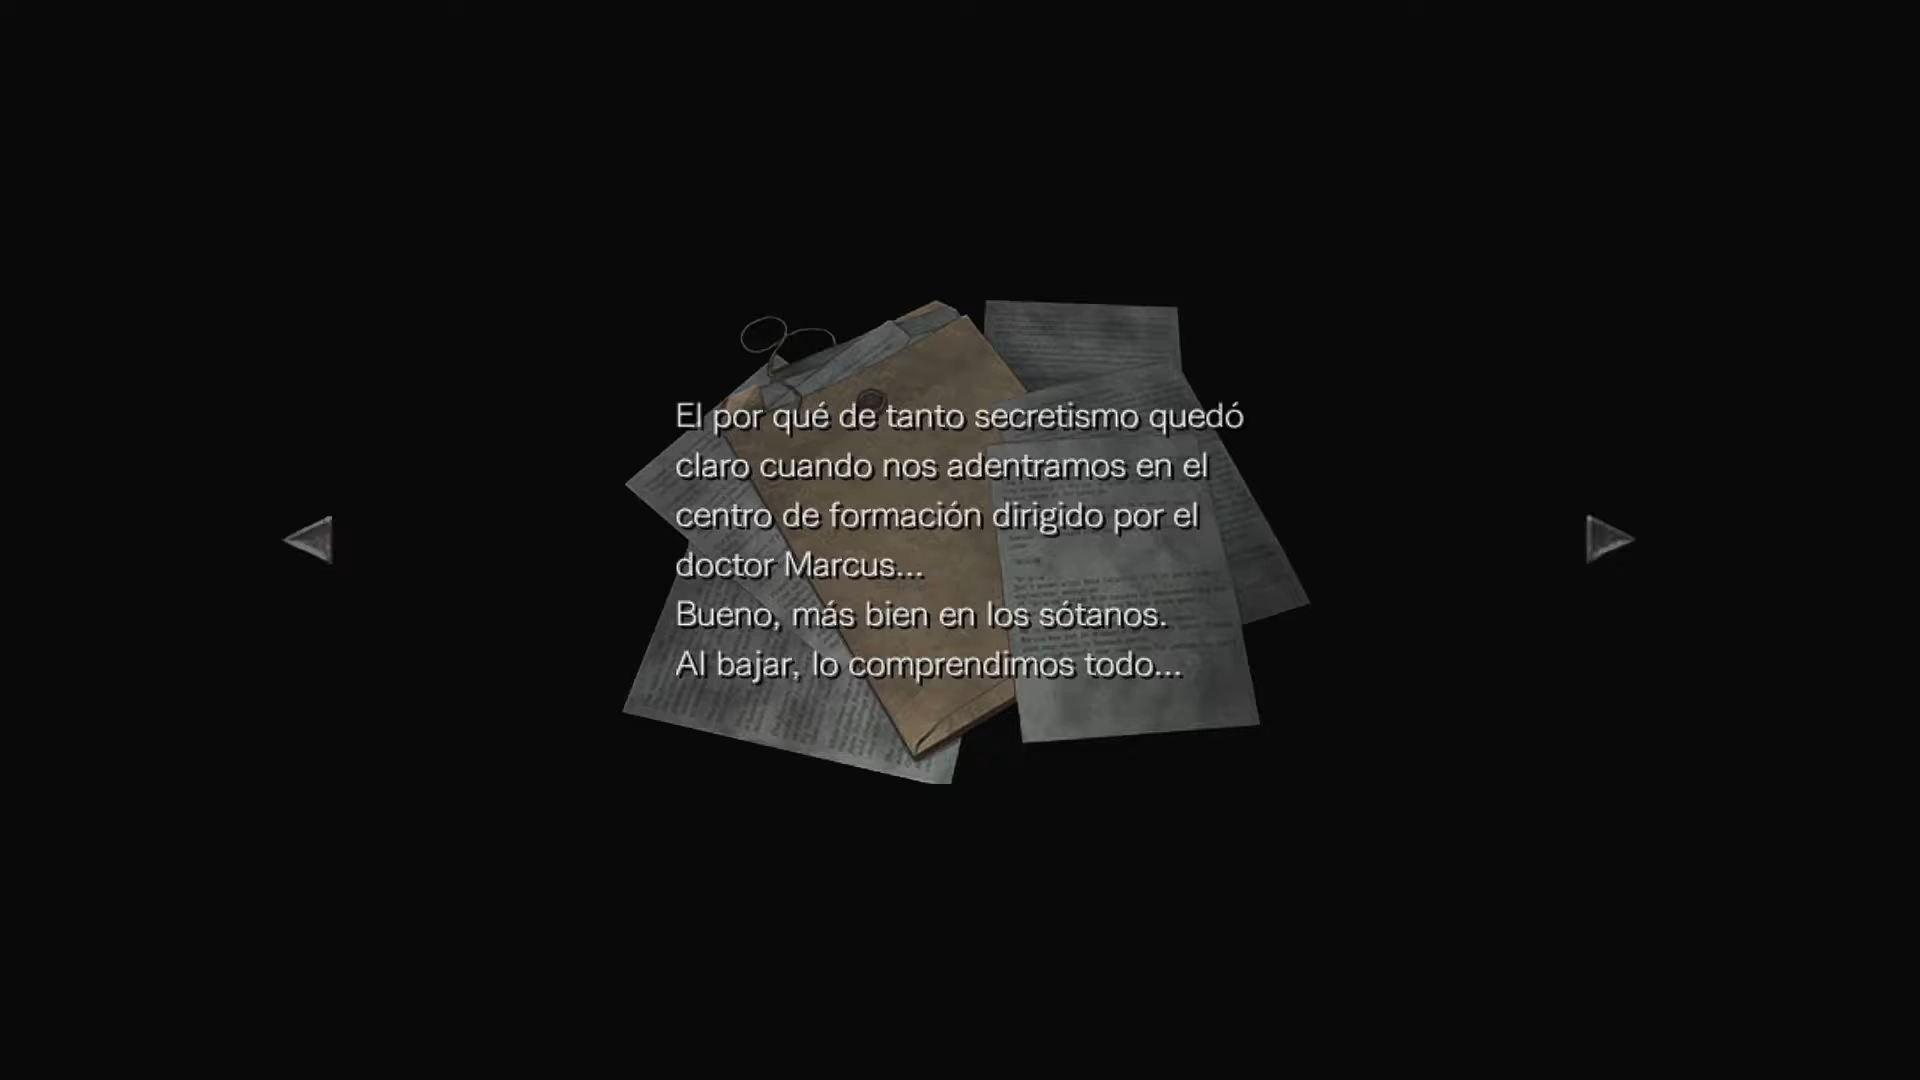 El por qué de tanto secretismo quedó
claro cuando nos adentramos en el
centro de formación dirigido por el
doctor Marcus...
Bueno, más bien en los sótanos.
Al bajar, lo comprendimos todo...